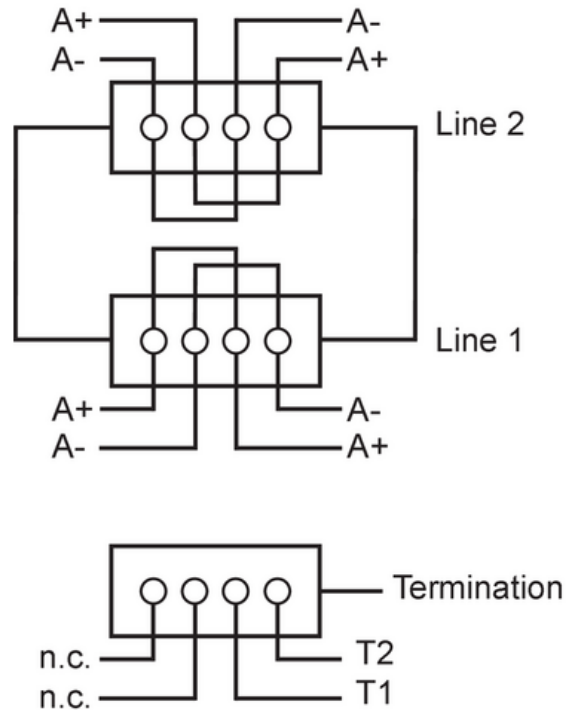 A+ A-
A- A+
Line 2
Line 1
A+ A-
A- A+
Termination
n.c. T2
n.c. T1